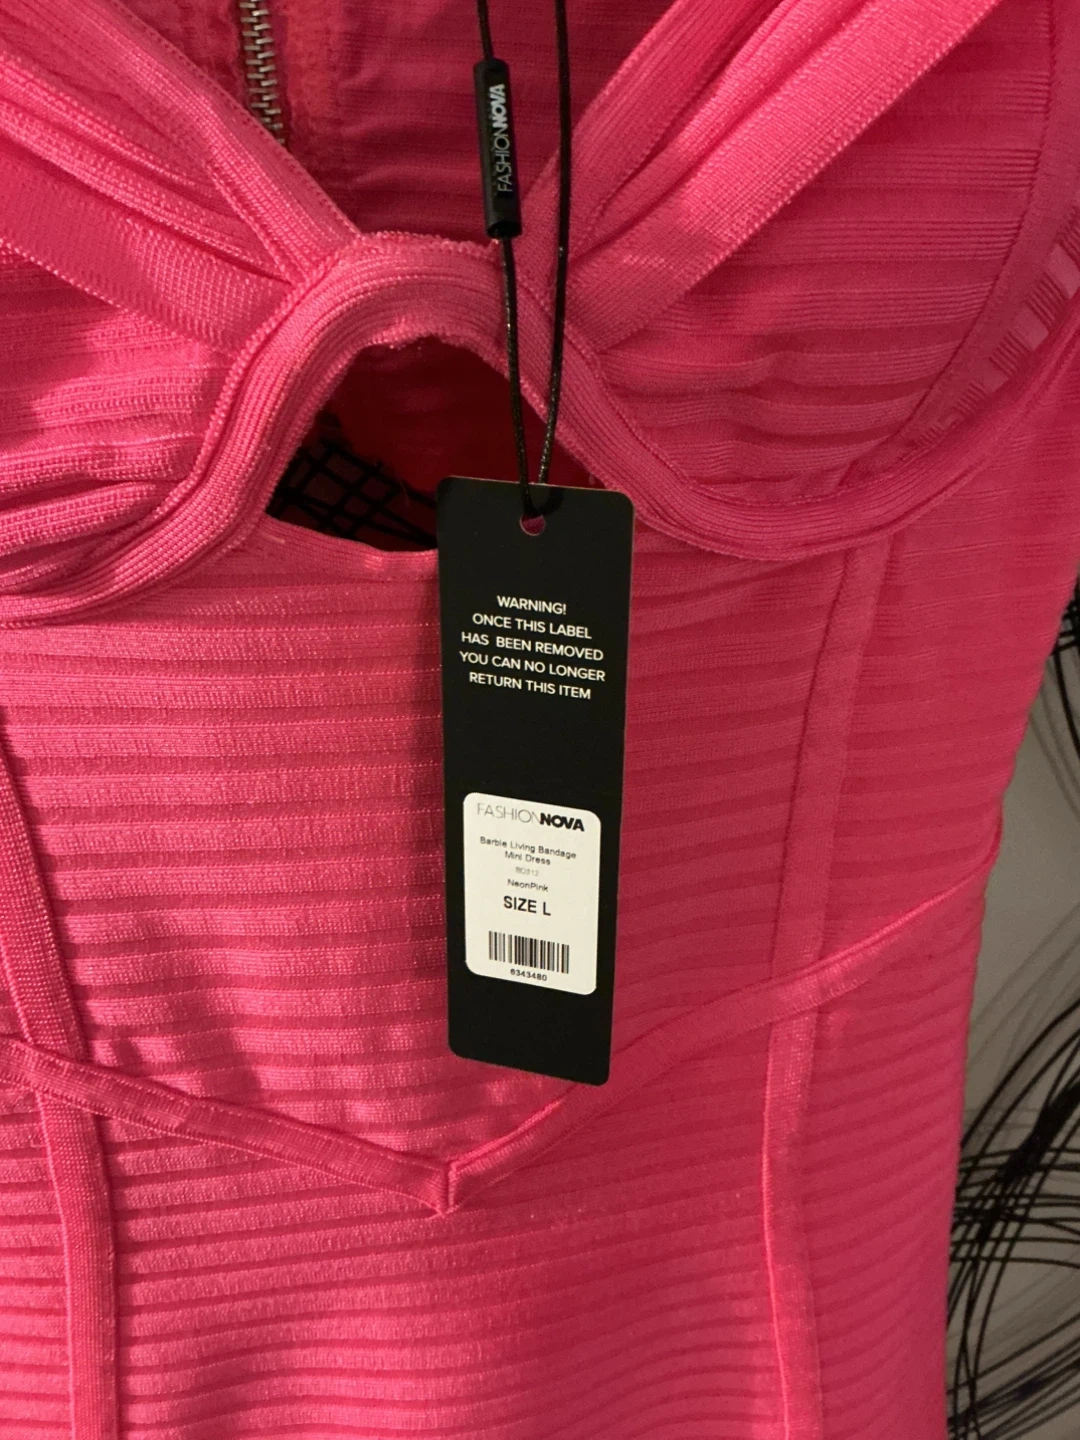 FASHIONNOVA
WARNING!
ONCE THIS LABEL
HAS BEEN REMOVED
YOU CAN NO LONGER
RETURN THIS ITEM
FASHIONNOVA
Barbie Living Bandage
Mini Dress
NeonPink
SIZE L
6343480